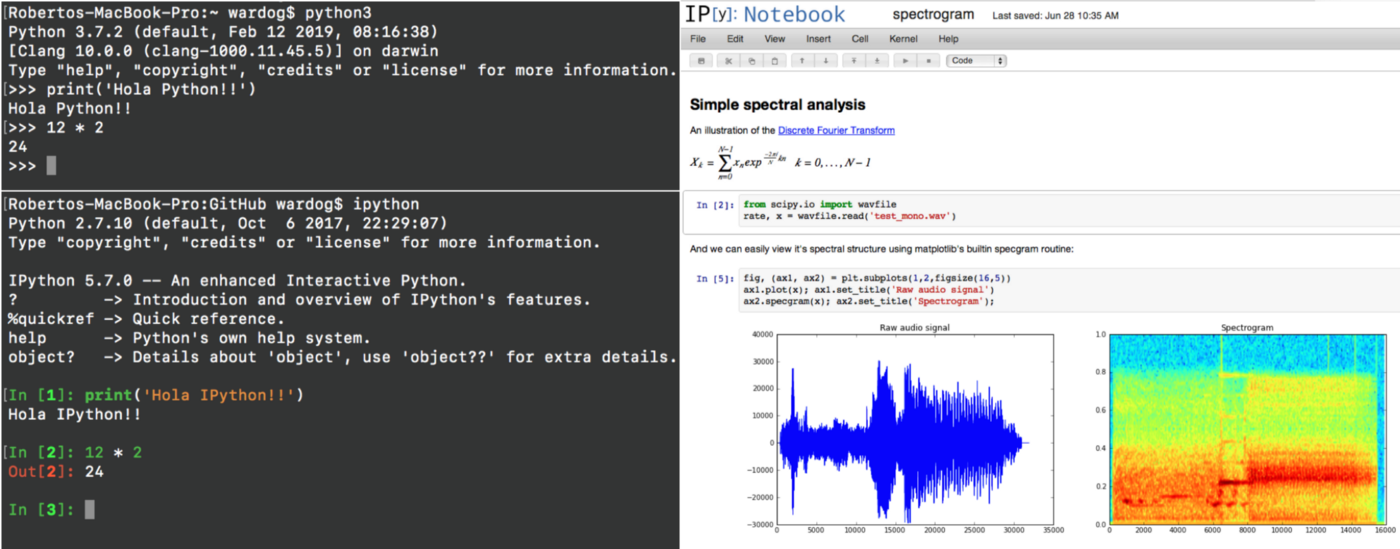 [Robertos-MacBook-Pro:~ wardog$ python3
Python 3.7.2 (default, Feb 12 2019, 08:16:38)
[Clang 10.0.0 (clang-1000.11.45.5)] on darwin
Type "help", "copyright", "credits" or "license" for more information.
[>>> print('Hola Python!!')
Hola Python!!
[>>> 12 * 2
24
>>>
[Robertos-MacBook-Pro:GitHub wardog$ ipython
Python 2.7.10 (default, Oct  6 2017, 22:29:07)
Type "copyright", "credits" or "license" for more information.
IPython 5.7.0 -- An enhanced Interactive Python.
?         -> Introduction and overview of IPython's features.
%quickref -> Quick reference.
help      -> Python's own help system.
object?   -> Details about 'object', use 'object??' for extra details.
[In [1]: print('Hola IPython!!')
Hola IPython!!
[In [2]: 12 * 2
Out[2]: 24
In [3]:
IP[y]: Notebook spectrogram Last saved: Jun 28 10:35 AM
File Edit View Insert Cell Kernel Help
Code
Simple spectral analysis
An illustration of the Discrete Fourier Transform
X_k = ∑_{n=0}^{N−1} x_n exp^{\frac{-2πi}{N} kn} k = 0, . . . , N − 1
In [2]: from scipy.io import wavfile
rate, x = wavfile.read('test_mono.wav')
And we can easily view it's spectral structure using matplotlib's builtin specgram routine:
In [5]: fig, (ax1, ax2) = plt.subplots(1,2,figsize(16,5))
ax1.plot(x); ax1.set_title('Raw audio signal')
ax2.specgram(x); ax2.set_title('Spectrogram');
Raw audio signal
40000
30000
20000
10000
0
−10000
−20000
−30000
0 5000 10000 15000 20000 25000 30000 35000
Spectrogram
1.0
0.8
0.6
0.4
0.2
0.0
0 2000 4000 6000 8000 10000 12000 14000 16000